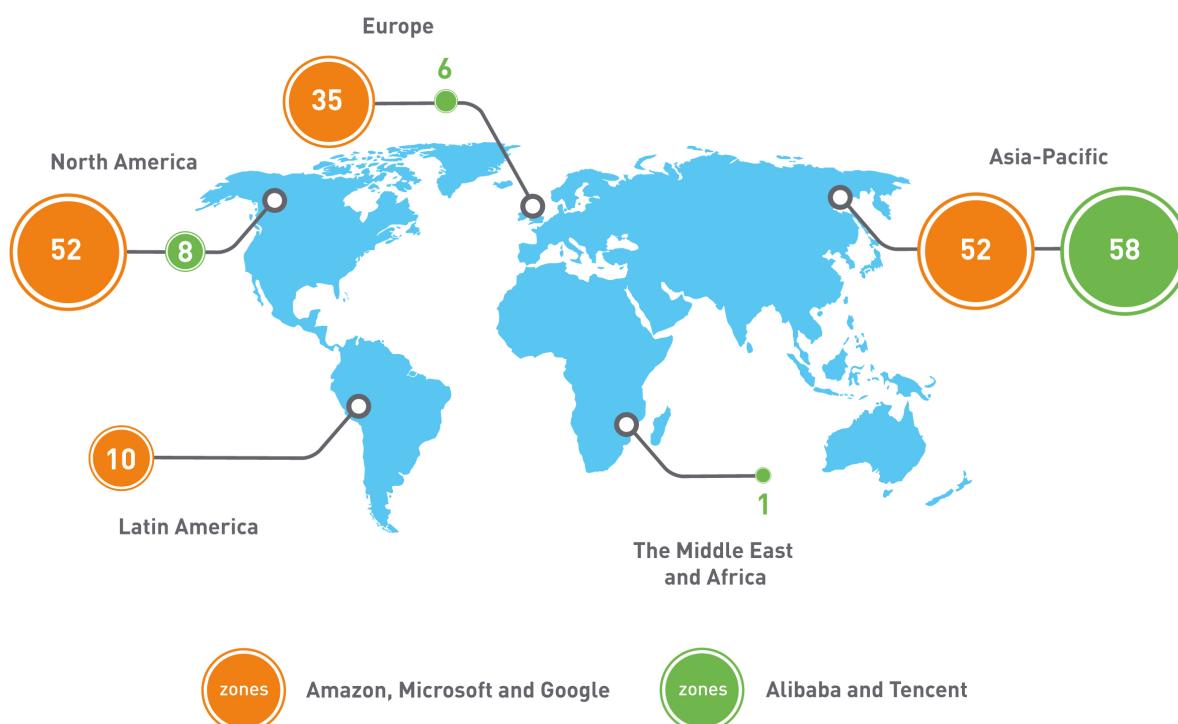 Europe
35
6
North America
52
8
Asia-Pacific
52
58
10
Latin America
1
The Middle East
and Africa
zones
Amazon, Microsoft and Google
zones
Alibaba and Tencent